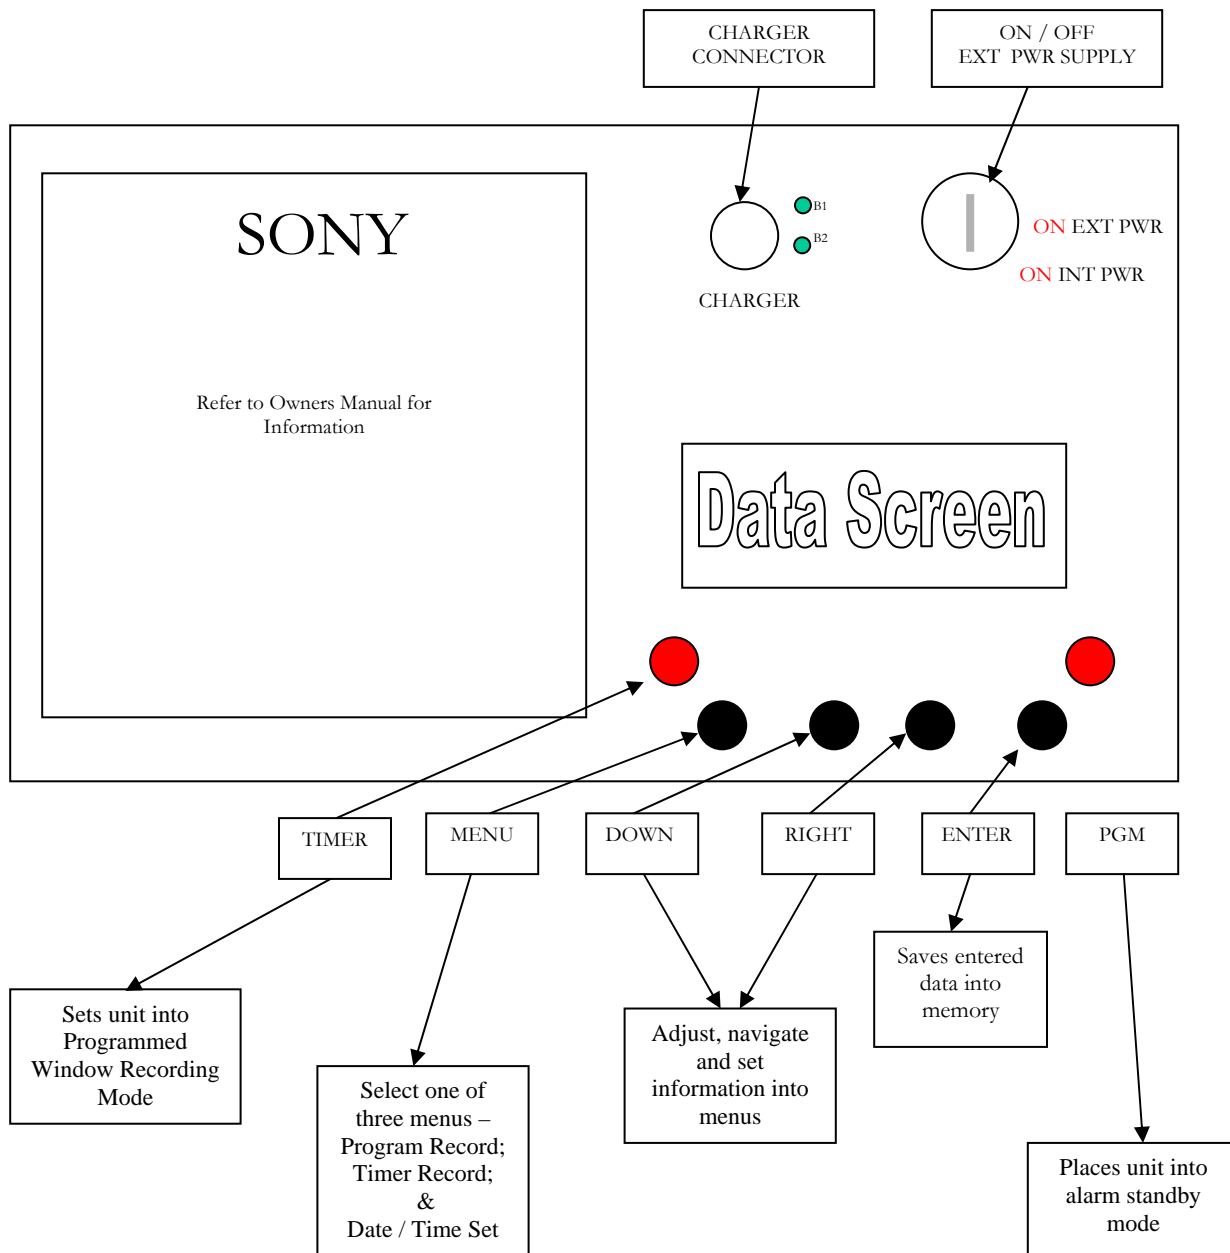 CHARGER
CONNECTOR
ON / OFF
EXT PWR SUPPLY
SONY
B1
B2
ON EXT PWR
ON INT PWR
CHARGER
Refer to Owners Manual for
Information
Data Screen
TIMER
MENU
DOWN
RIGHT
ENTER
PGM
Sets unit into
Programmed
Window Recording
Mode
Select one of
three menus –
Program Record;
Timer Record;
&
Date / Time Set
Adjust, navigate
and set
information into
menus
Saves entered
data into
memory
Places unit into
alarm standby
mode